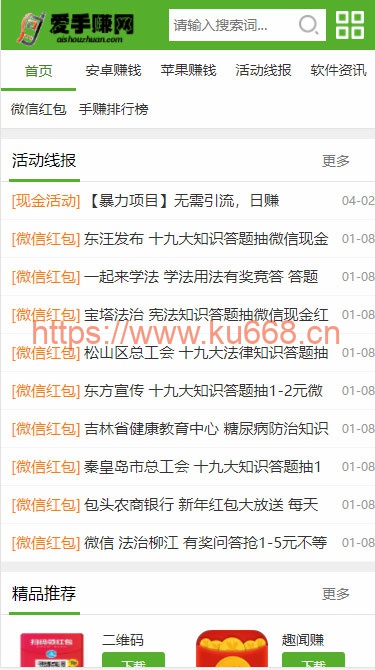 爱手赚网
aishouzhuan.com
请输入搜索词...
首页 安卓赚钱 苹果赚钱 活动线报 软件资讯
微信红包 手赚排行榜
活动线报 更多
[现金活动] 【暴力项目】无需引流，日赚 04-02
[微信红包] 东汪发布 十九大知识答题抽微信现金 01-08
[微信红包] 一起来学法 学法用法有奖竞答 答题 01-08
[微信红包] 宝塔法治 宪法知识答题抽微信现金红 01-08
https://www.ku668.cn
[微信红包] 松山区总工会 十九大法律知识答题抽 01-08
[微信红包] 东方宣传 十九大知识答题抽1-2元微 01-08
[微信红包] 吉林省健康教育中心 糖尿病防治知识 01-08
[微信红包] 秦皇岛市总工会 十九大知识答题抽1 01-08
[微信红包] 包头农商银行 新年红包大放送 每天 01-08
[微信红包] 微信 法治柳江 有奖问答抢1-5元不等 01-08
精品推荐 更多
二维码 趣闻赚
下载 下载